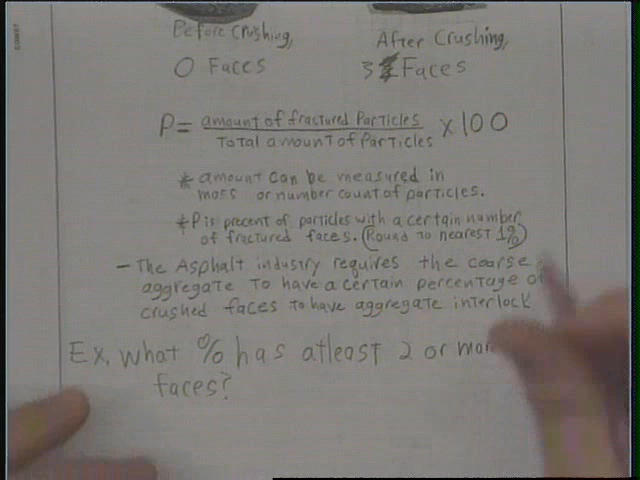 Before Crushing,
After Crushing,
0 Faces
3 Faces
P = amount of fractured Particles
Total amount of Particles
x 100
* amount can be measured in
mass or number count of particles.
* P is precent of particles with a certain number
of fractured faces. (Round to nearest 1%)
- The Asphalt industry requires the coarse
aggregate to have a certain percentage of
crushed faces to have aggregate interlock
Ex. what % has atleast 2 or mor
faces?